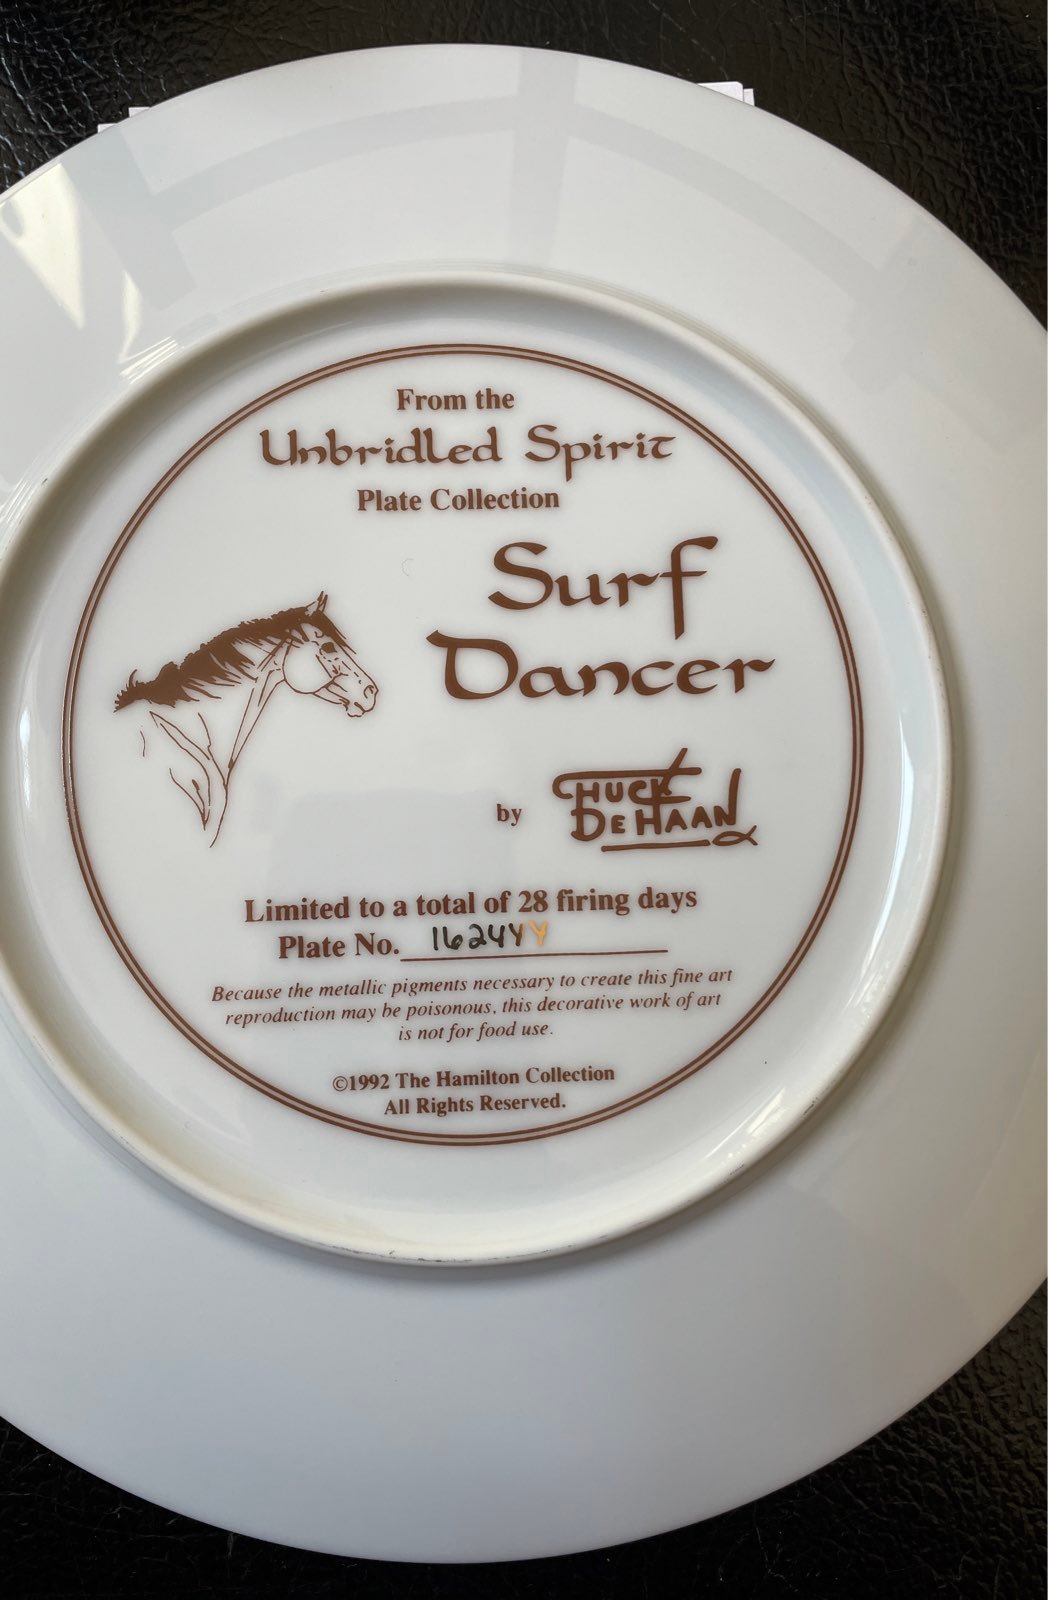 From the
Unbridled Spirit
Plate Collection
Surf
Dancer
by
CHUCK
DEHAAN
Limited to a total of 28 firing days
Plate No. 1624YY
Because the metallic pigments necessary to create this fine art
reproduction may be poisonous, this decorative work of art
is not for food use.
©1992 The Hamilton Collection
All Rights Reserved.